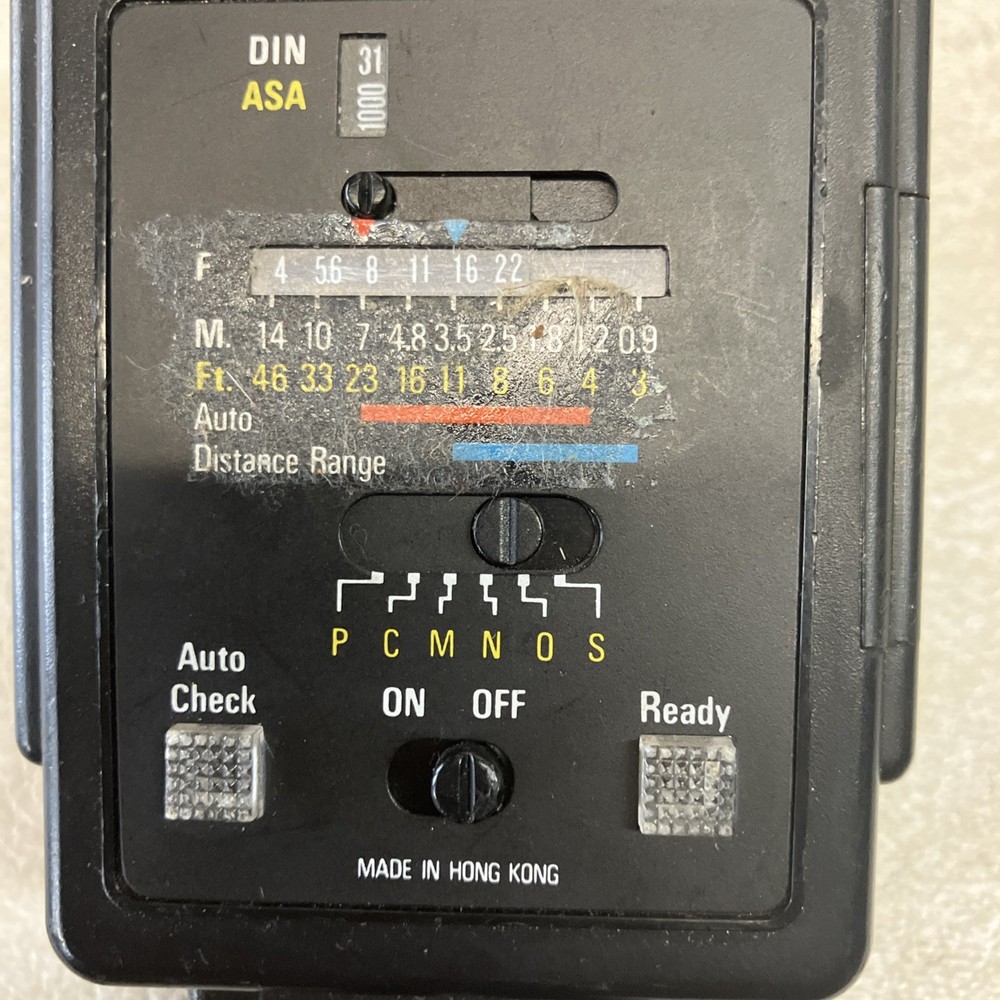 DIN 31
ASA 1000
F 4 5.6 8 11 16 22
M. 14 10 7 4.8 3.5 2.5 1.8 1.2 0.9
Ft. 46 33 23 16 11 8 6 4 3
Auto
Distance Range
P C M N O S
Auto
Check
ON OFF
Ready
MADE IN HONG KONG